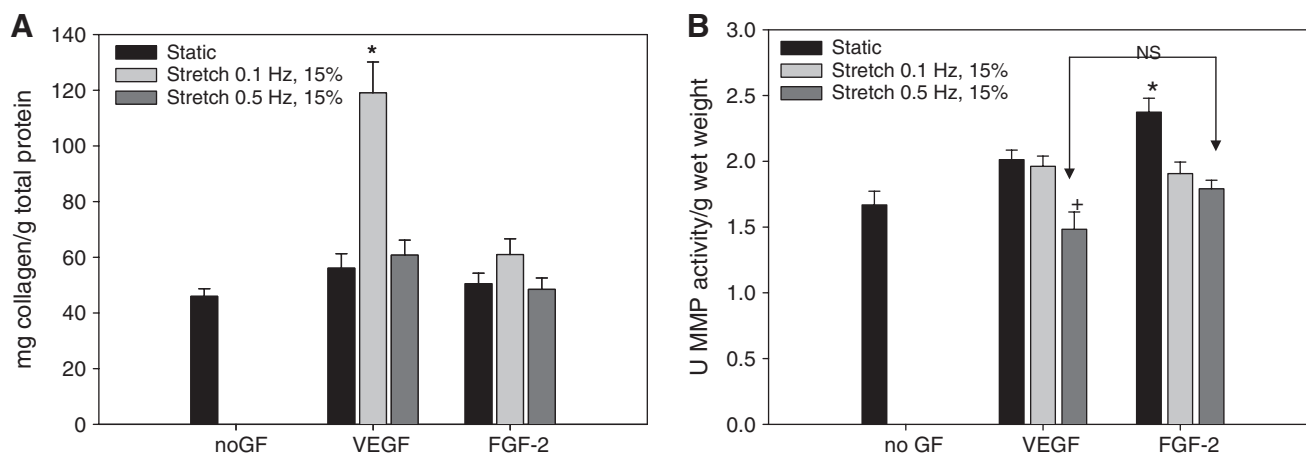 A
mg collagen/g total protein
140
120
100
80
60
40
20
0
Static
Stretch 0.1 Hz, 15%
Stretch 0.5 Hz, 15%
*
noGF VEGF FGF-2
B
U MMP activity/g wet weight
3.0
2.5
2.0
1.5
1.0
0.5
0.0
Static
Stretch 0.1 Hz, 15%
Stretch 0.5 Hz, 15%
NS
*
+
no GF VEGF FGF-2